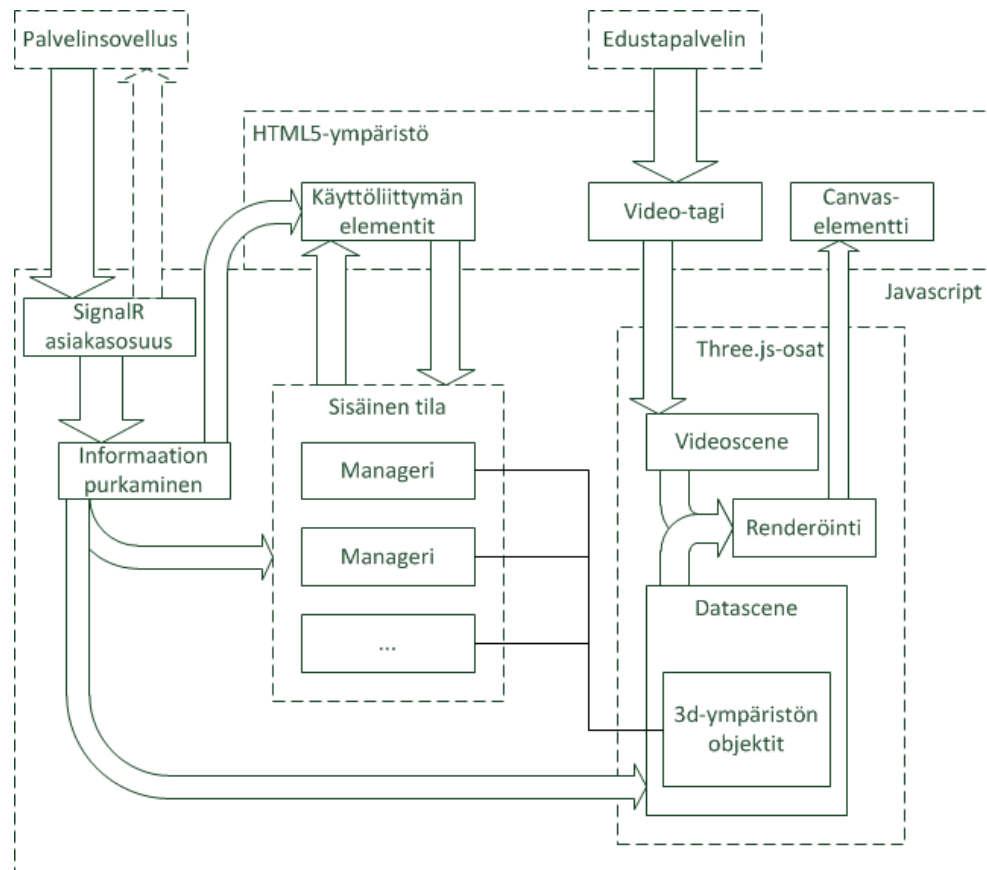 Palvelinsovellus
Edustapalvelin
HTML5-ympäristö
Käyttöliittymän
elementit
Video-tagi
Canvas-
elementti
Javascript
SignalR
asiakasosuus
Three.js-osat
Sisäinen tila
Videoscene
Informaation
purkaminen
Manageri
Renderöinti
Manageri
Datascene
...
3d-ympäristön
objektit